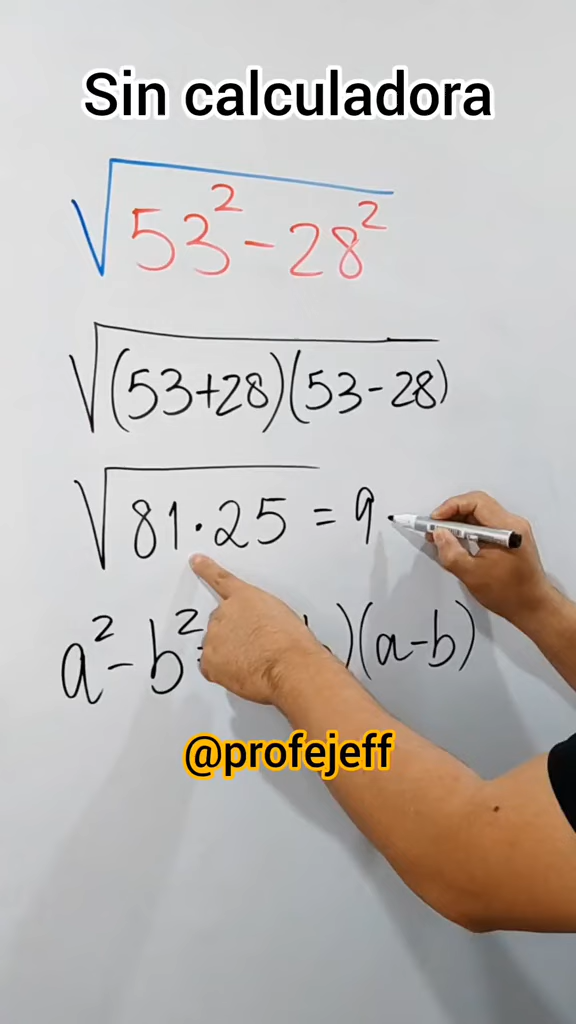 Sin calculadora
√53² - 28²
√(53+28)(53-28)
√81·25 = 9
a² - b² = )(a-b)
@profejeff